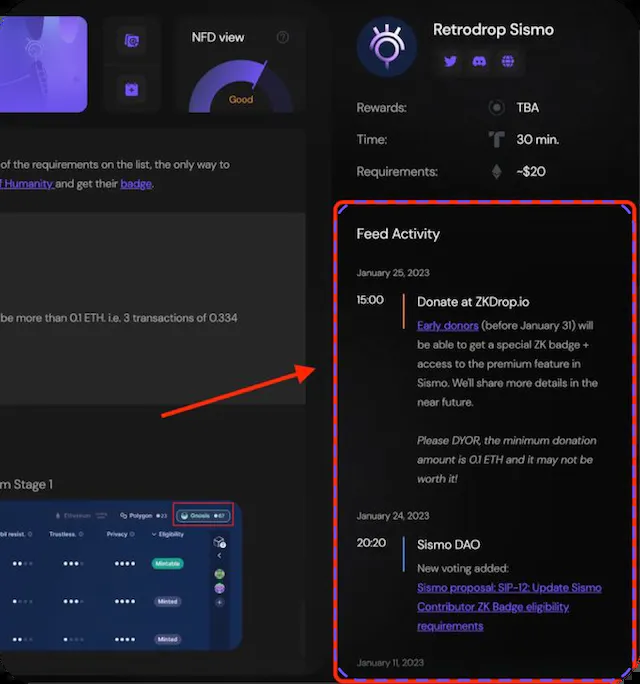 NFD view
Good
of the requirements on the list, the only way to
f Humanity and get their badge.
be more than 0.1 ETH. i.e. 3 transactions of 0.334
m Stage 1
Ethereum
Polygon 23
Gnosis 67
bil resist.
Trustless.
Privacy
Eligibility
Mintable
Minted
Minted
Retrodrop Sismo
Rewards: TBA
Time: 30 min.
Requirements: ~$20
Feed Activity
January 25, 2023
15:00 Donate at ZKDrop.io
Early donors (before January 31) will
be able to get a special ZK badge +
access to the premium feature in
Sismo. We'll share more details in the
near future.
Please DYOR, the minimum donation
amount is 0.1 ETH and it may not be
worth it!
January 24, 2023
20:20 Sismo DAO
New voting added:
Sismo proposal: SIP-12: Update Sismo
Contributor ZK Badge eligibility
requirements
January 11, 2023